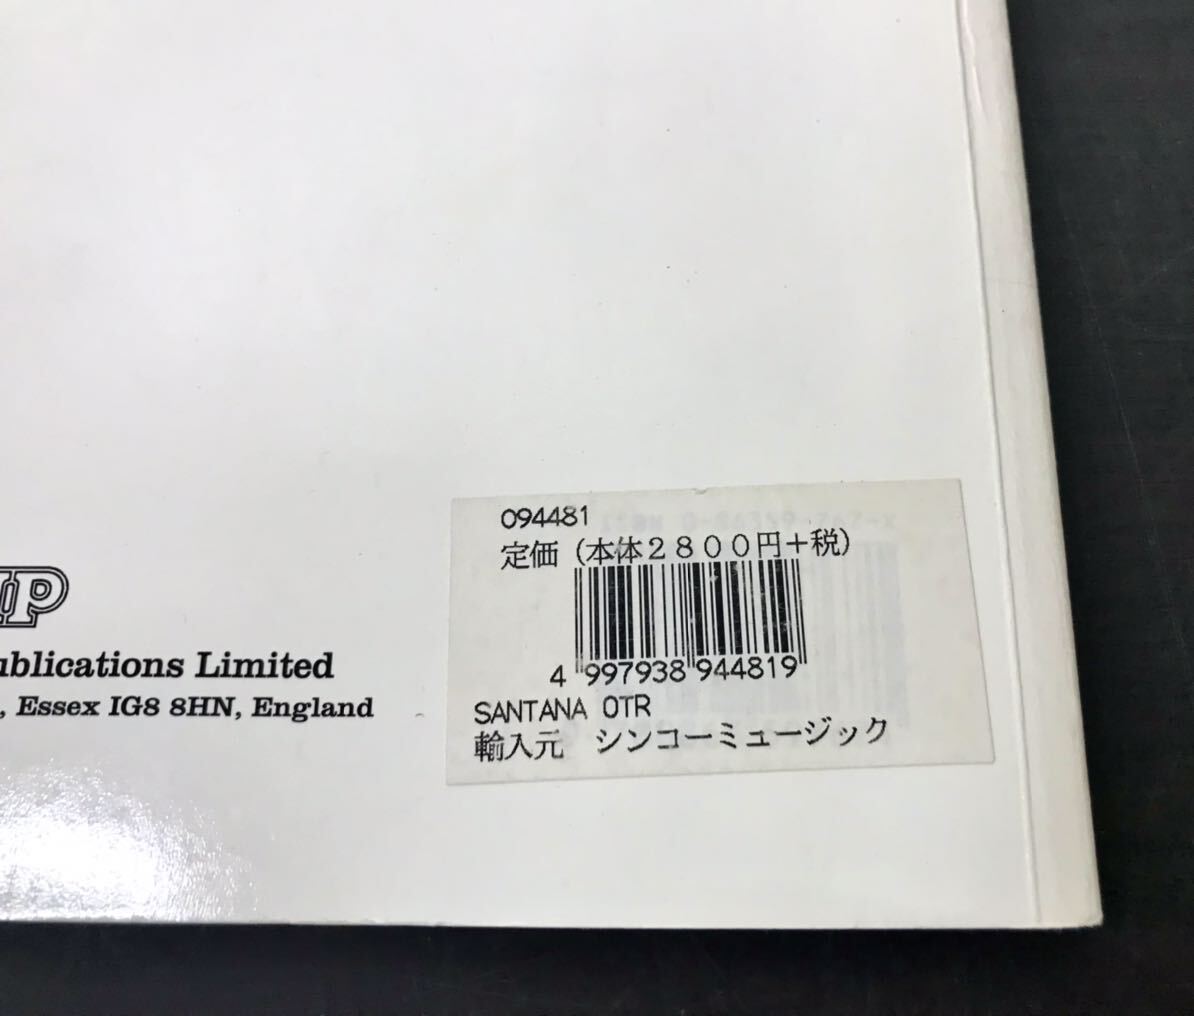 094481
定価 (本体2800円+税)
4 997938 944819
SANTANA OTR
輸入元 シンコーミュージック
IMP
ublications Limited
, Essex IG8 8HN, England